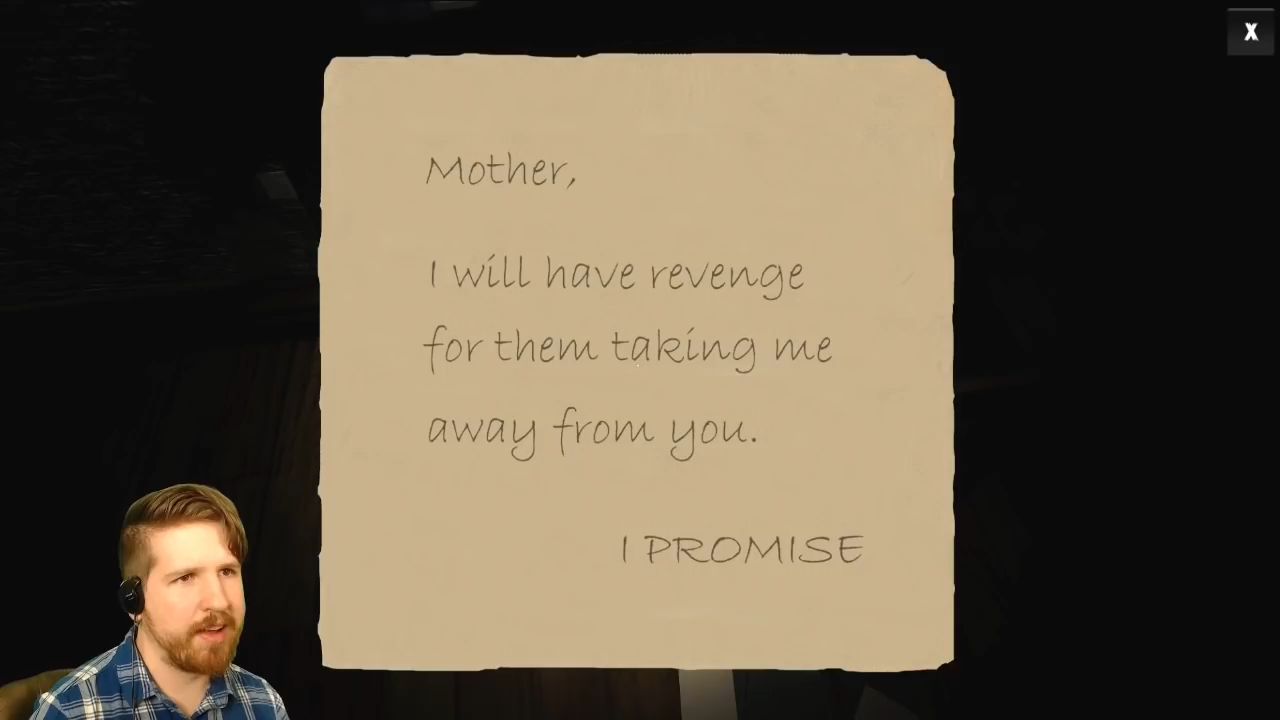 X
Mother,
I will have revenge
for them taking me
away from you.
I PROMISE